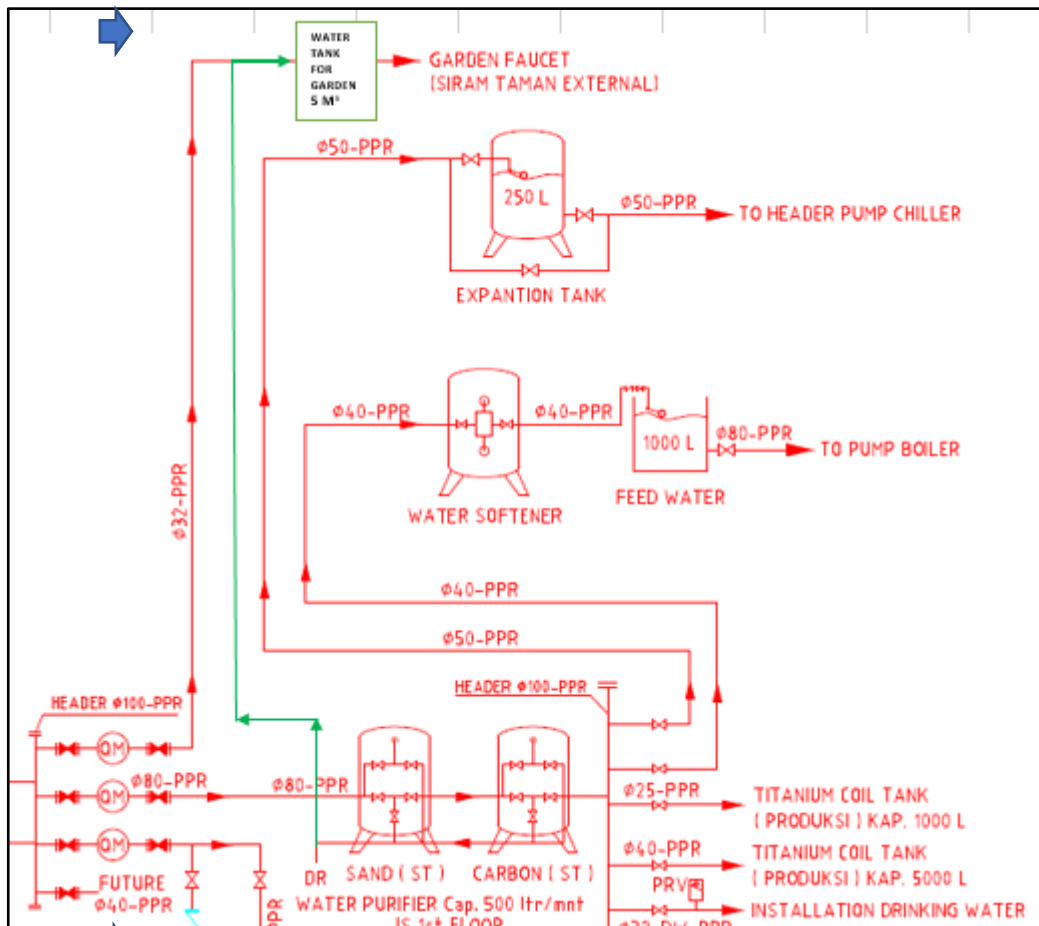 WATER
TANK
FOR
GARDEN
5 M³
GARDEN FAUCET
(SIRAM TAMAN EXTERNAL)
Ø50-PPR
250 L
Ø50-PPR
TO HEADER PUMP CHILLER
EXPANTION TANK
Ø40-PPR
Ø40-PPR
1000 L
Ø80-PPR
TO PUMP BOILER
FEED WATER
WATER SOFTENER
Ø32-PPR
Ø40-PPR
Ø50-PPR
HEADER Ø100-PPR
HEADER Ø100-PPR
QM
QM
QM
Ø80-PPR
Ø80-PPR
Ø25-PPR
TITANIUM COIL TANK
( PRODUKSI ) KAP. 1000 L
Ø40-PPR
TITANIUM COIL TANK
( PRODUKSI ) KAP. 5000 L
PRV
INSTALLATION DRINKING WATER
FUTURE
Ø40-PPR
DR
SAND ( ST )
CARBON ( ST )
WATER PURIFIER Cap. 500 ltr/mnt
IS 1st FLOOR